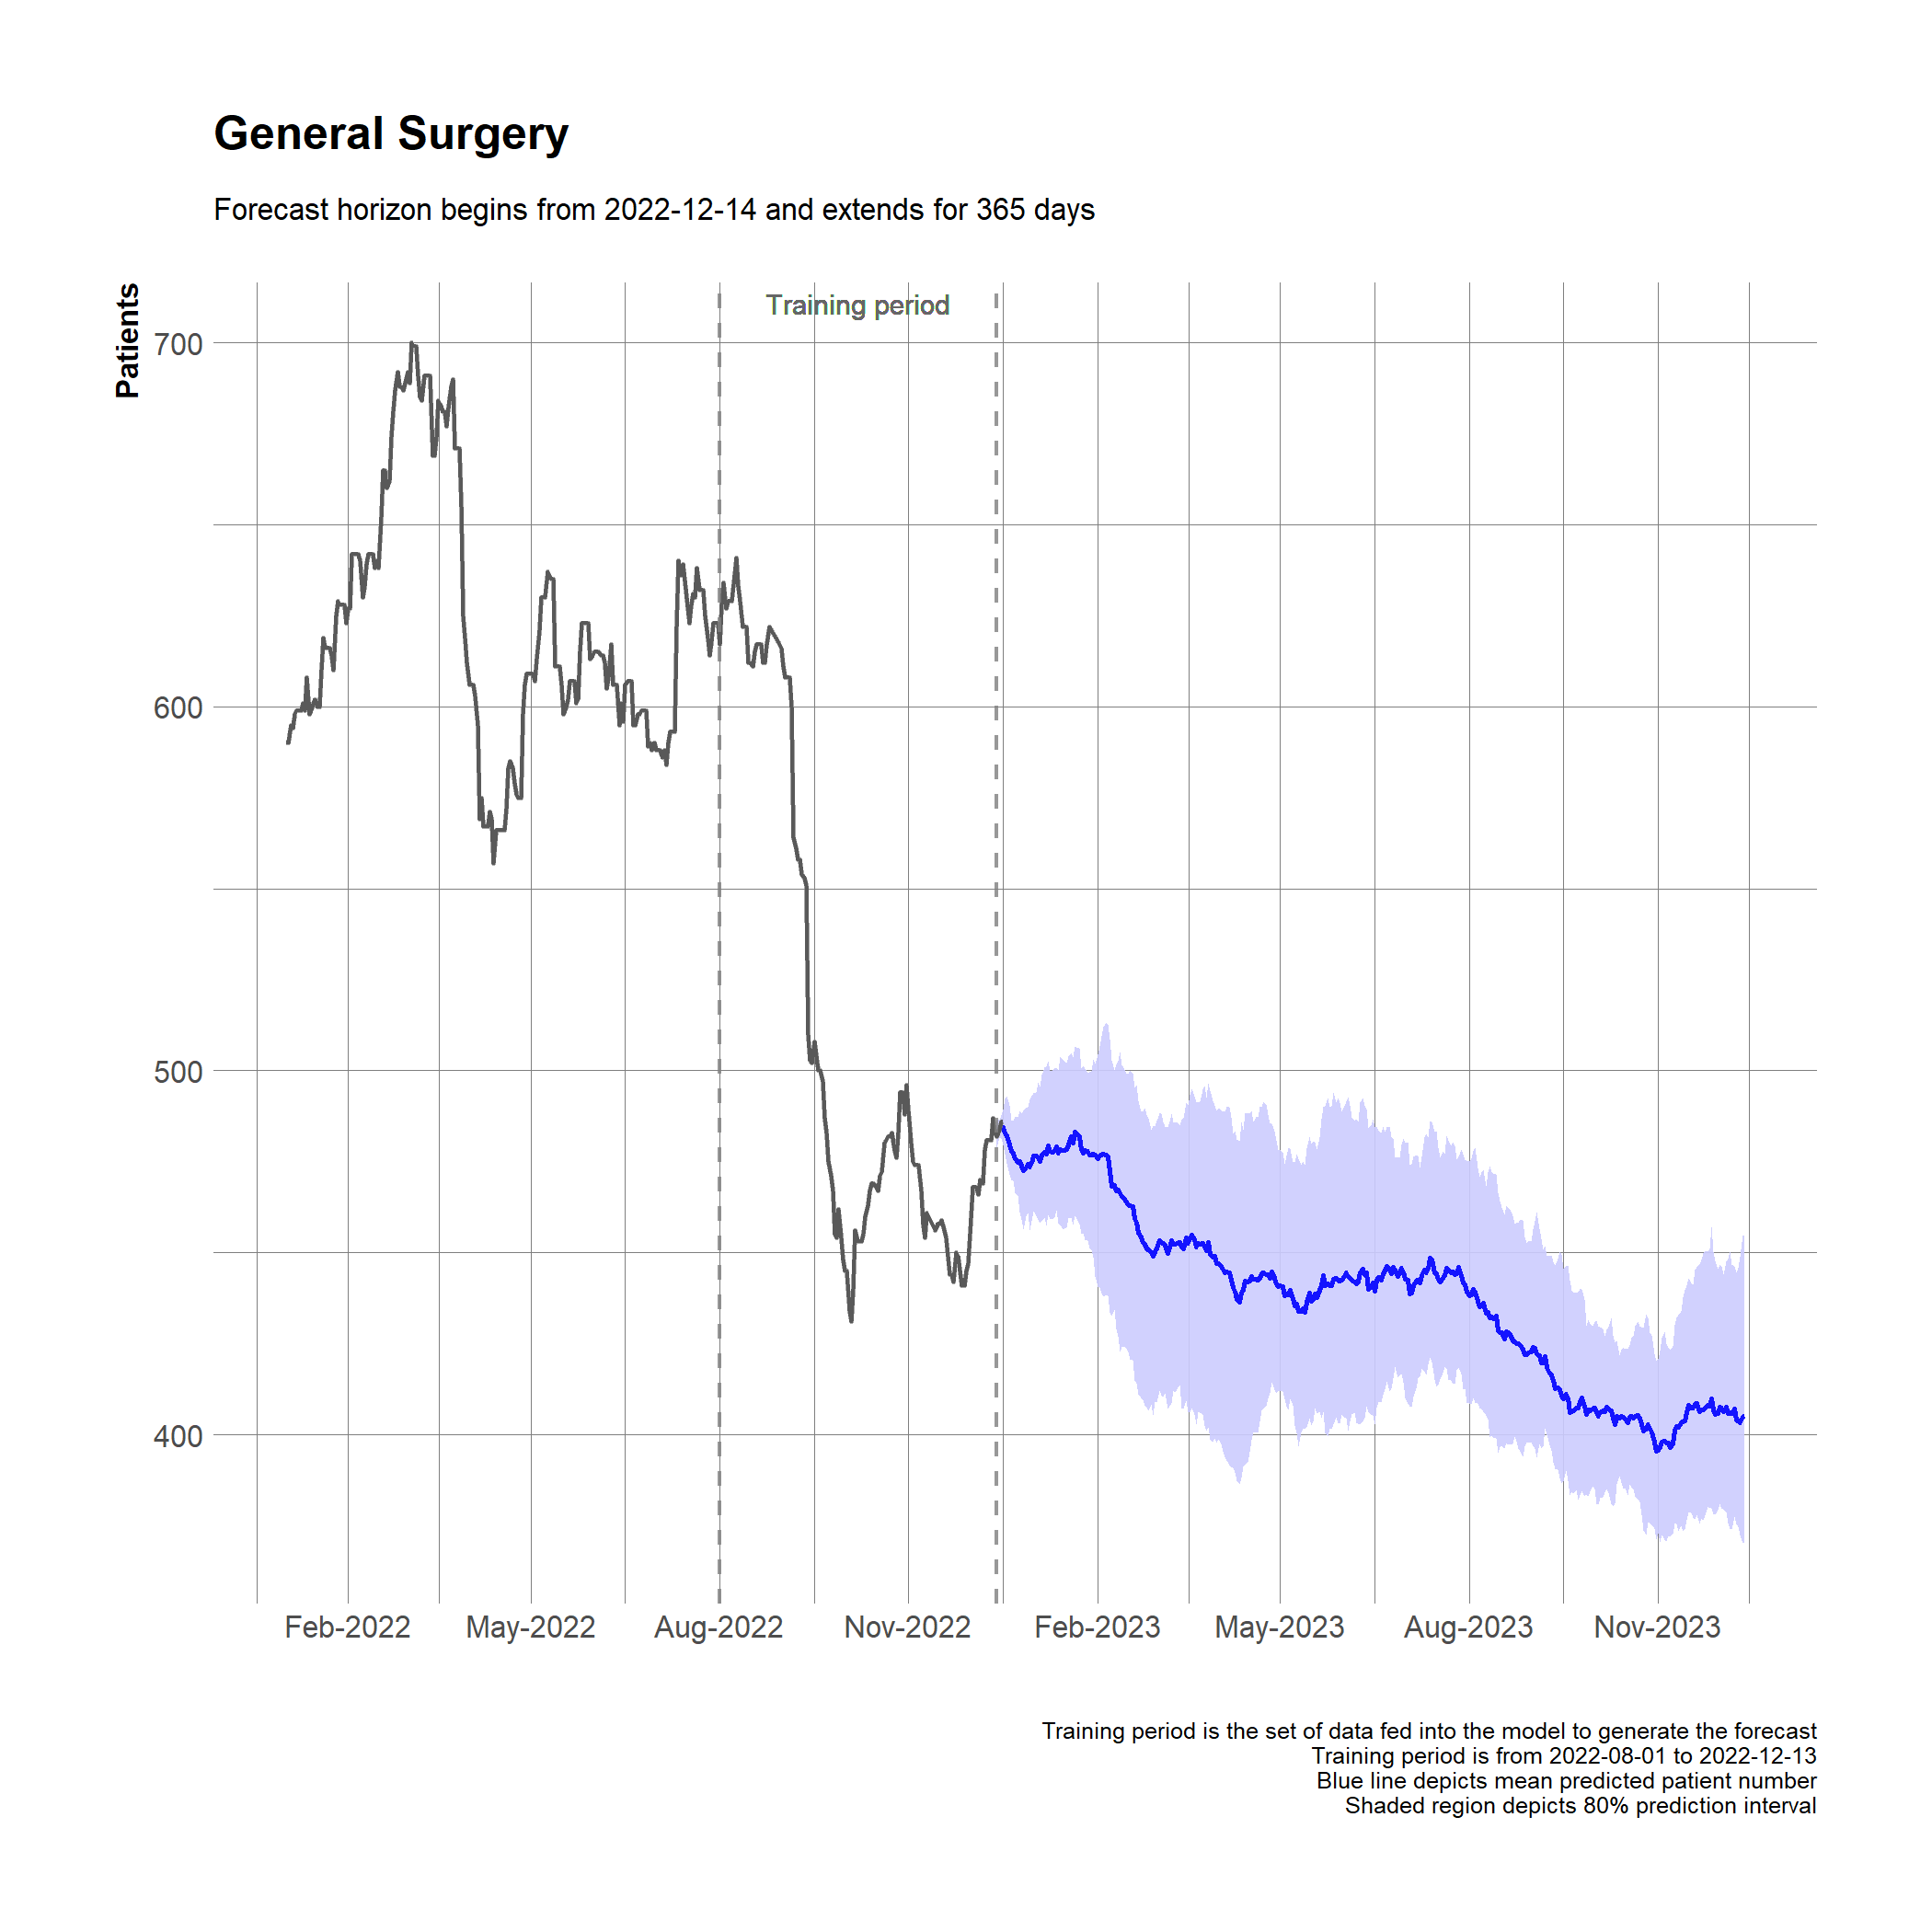 General Surgery
Forecast horizon begins from 2022-12-14 and extends for 365 days
Patients
Training period
700
600
500
400
Feb-2022
May-2022
Aug-2022
Nov-2022
Feb-2023
May-2023
Aug-2023
Nov-2023
Training period is the set of data fed into the model to generate the forecast
Training period is from 2022-08-01 to 2022-12-13
Blue line depicts mean predicted patient number
Shaded region depicts 80% prediction interval